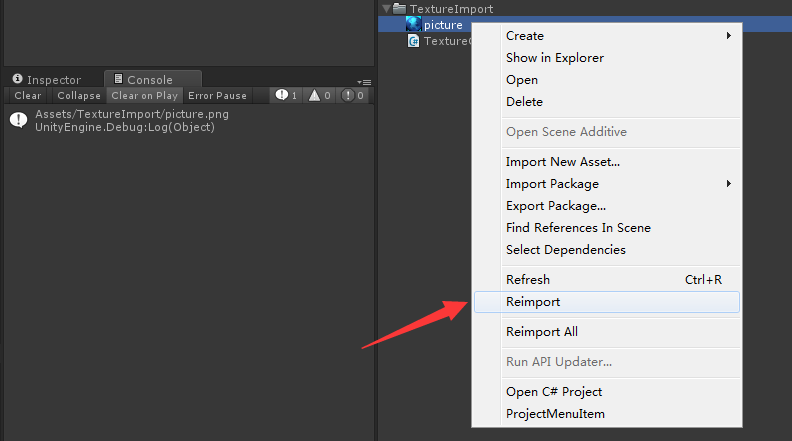 TextureImport
picture
Inspector
Console
Clear
Collapse
Clear on Play
Error Pause
1
0
0
Assets/TextureImport/picture.png
UnityEngine.Debug:Log(Object)
Create
Show in Explorer
Open
Delete
Open Scene Additive
Import New Asset...
Import Package
Export Package...
Find References In Scene
Select Dependencies
Refresh Ctrl+R
Reimport
Reimport All
Run API Updater...
Open C# Project
ProjectMenuItem